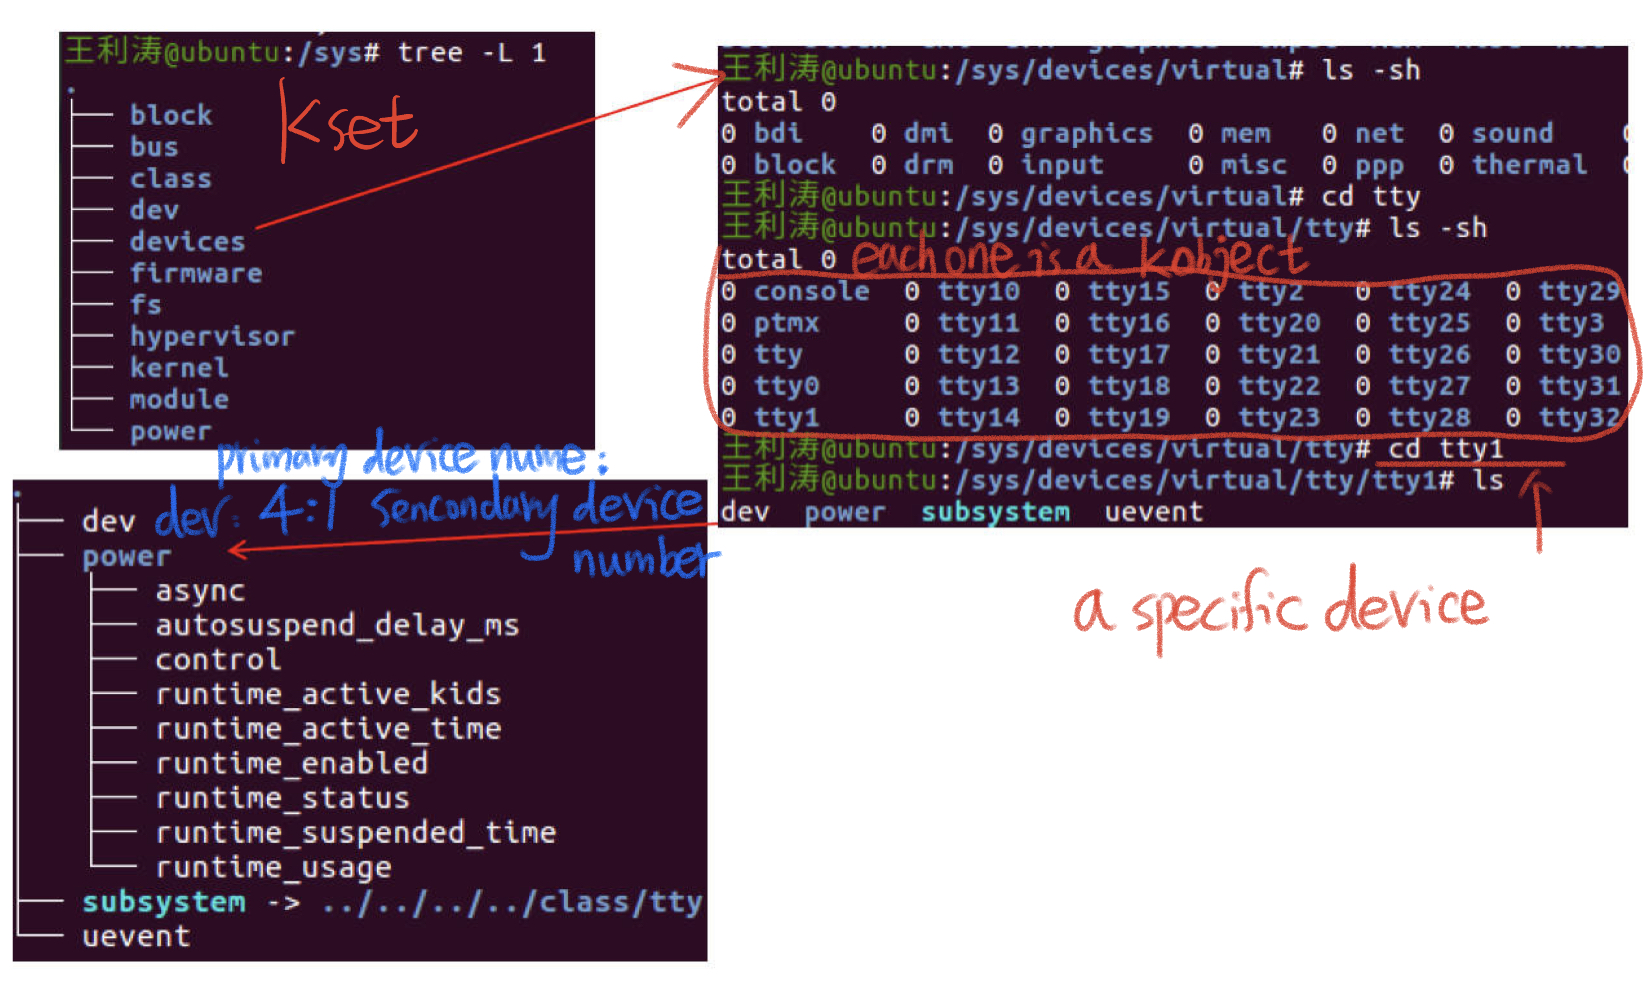 王利涛@ubuntu:/sys# tree -L 1
.
block
bus
class
dev
devices
firmware
fs
hypervisor
kernel
module
power
Kset
王利涛@ubuntu:/sys/devices/virtual# ls -sh
total 0
0 bdi 0 dmi 0 graphics 0 mem 0 net 0 sound
0 block 0 drm 0 input 0 misc 0 ppp 0 thermal
王利涛@ubuntu:/sys/devices/virtual# cd tty
王利涛@ubuntu:/sys/devices/virtual/tty# ls -sh
total 0
each one is a kobject
0 console 0 tty10 0 tty15 0 tty2 0 tty24 0 tty29
0 ptmx 0 tty11 0 tty16 0 tty20 0 tty25 0 tty3
0 tty 0 tty12 0 tty17 0 tty21 0 tty26 0 tty30
0 tty0 0 tty13 0 tty18 0 tty22 0 tty27 0 tty31
0 tty1 0 tty14 0 tty19 0 tty23 0 tty28 0 tty32
王利涛@ubuntu:/sys/devices/virtual/tty# cd tty1
王利涛@ubuntu:/sys/devices/virtual/tty/tty1# ls
dev power subsystem uevent
a specific device
primary device nume:
dev: 4:1 Sencondary device
number
.
dev
power
async
autosuspend_delay_ms
control
runtime_active_kids
runtime_active_time
runtime_enabled
runtime_status
runtime_suspended_time
runtime_usage
subsystem -> ../../../../class/tty
uevent